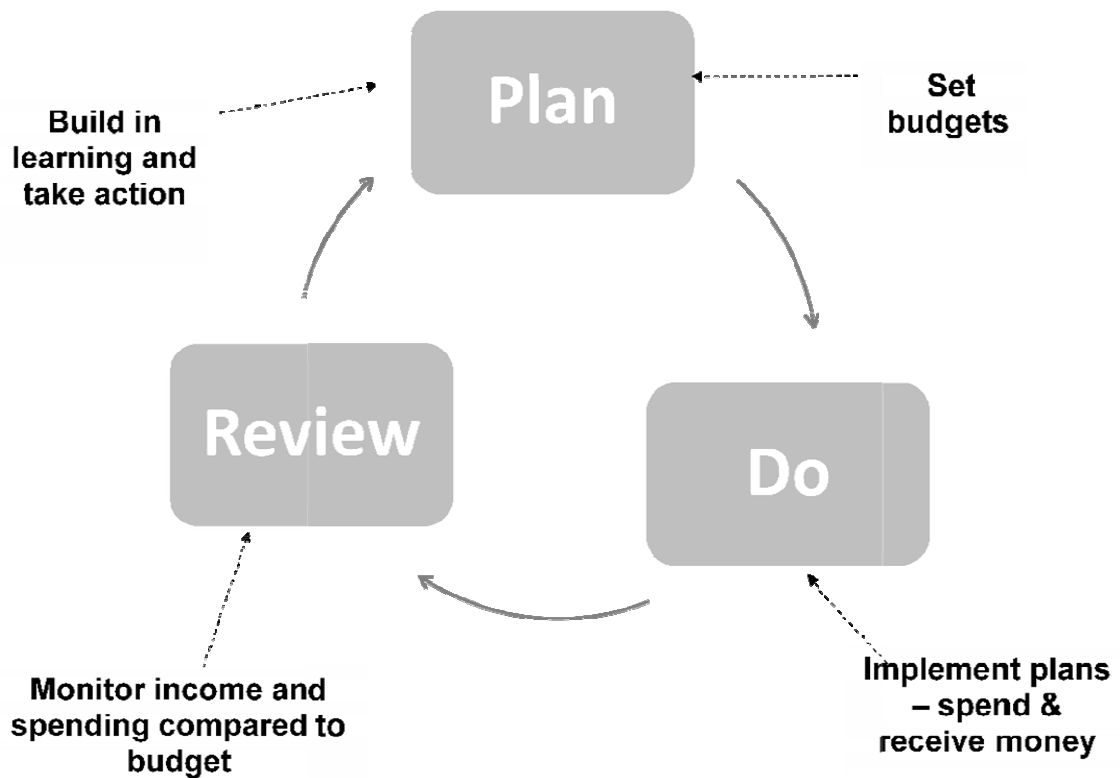 Plan
Set
budgets
Build in
learning and
take action
Review
Do
Monitor income and
spending compared to
budget
Implement plans
– spend &
receive money